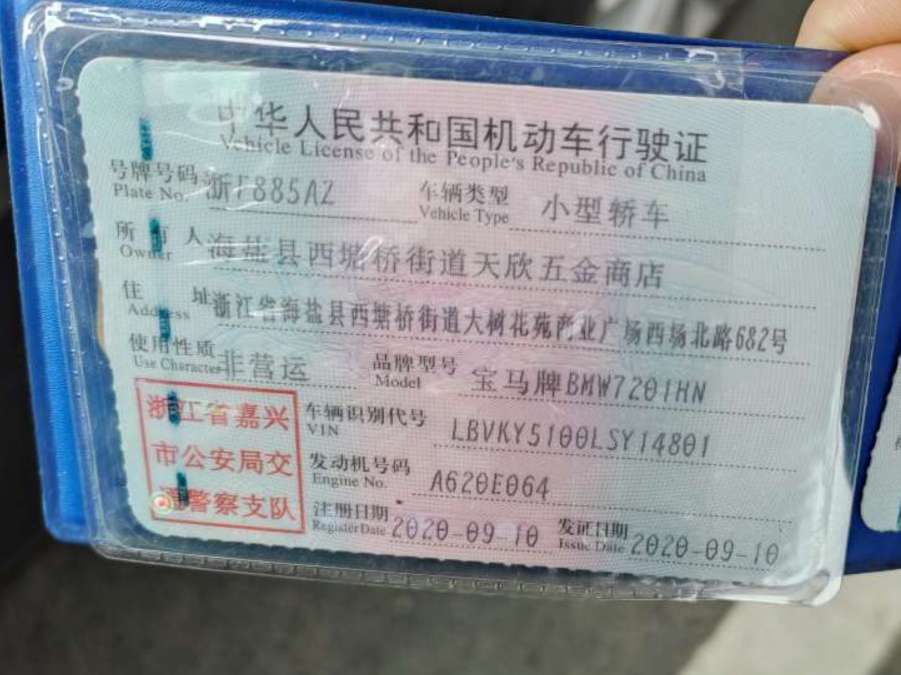 中华人民共和国机动车行驶证
Vehicle License of the People's Republic of China
号牌号码 浙F885AZ 车辆类型 小型轿车
Plate No. Vehicle Type
所有人 海盐县西塘桥街道天欣五金商店
Owner
住址 浙江省海盐县西塘桥街道大树花苑商业广场西场北路682号
Address
使用性质 非营运 品牌型号 宝马牌BMW7201HN
Use Character Model
浙江省嘉兴
市公安局交
通警察支队
车辆识别代号 LBVKY5100LSY14801
VIN
发动机号码 A620E064
Engine No.
注册日期 2020-09-10 发证日期 2020-09-10
Register Date Issue Date